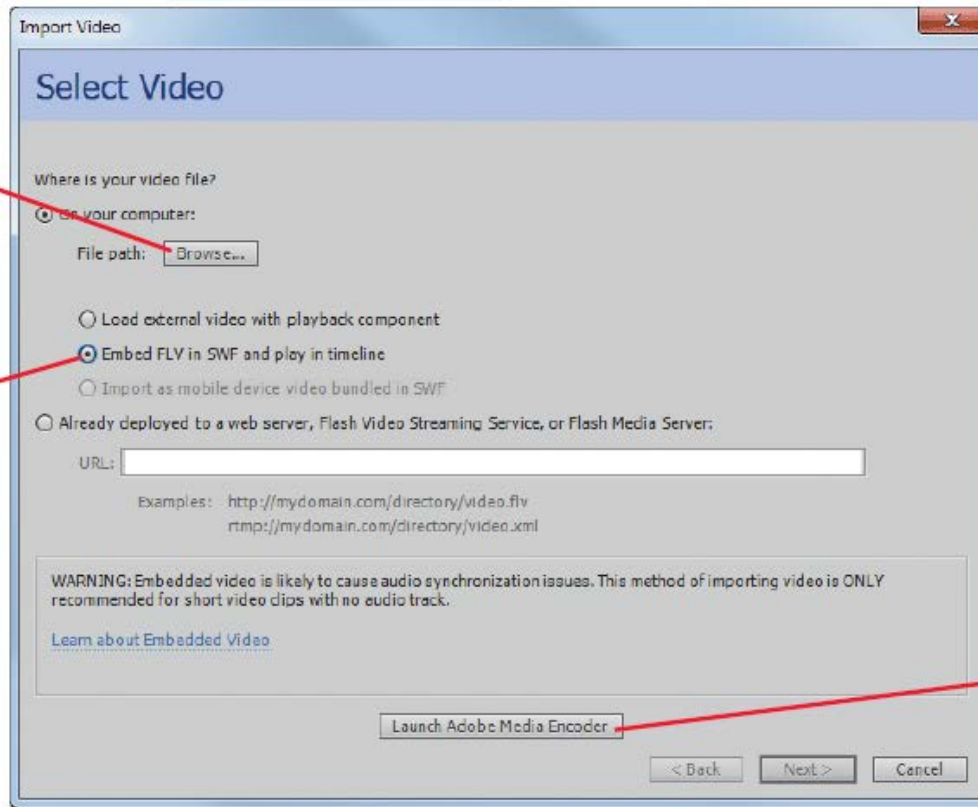 Import Video
Select Video
Where is your video file?
On your computer:
File path: Browse...
Load external video with playback component
Embed FLV in SWF and play in timeline
Import as mobile device video bundled in SWF
Already deployed to a web server, Flash Video Streaming Service, or Flash Media Server:
URL:
Examples: http://mydomain.com/directory/video.flv
rtmp://mydomain.com/directory/video.xml
WARNING: Embedded video is likely to cause audio synchronization issues. This method of importing video is ONLY
recommended for short video clips with no audio track.
Learn about Embedded Video
Launch Adobe Media Encoder
< Back Next > Cancel